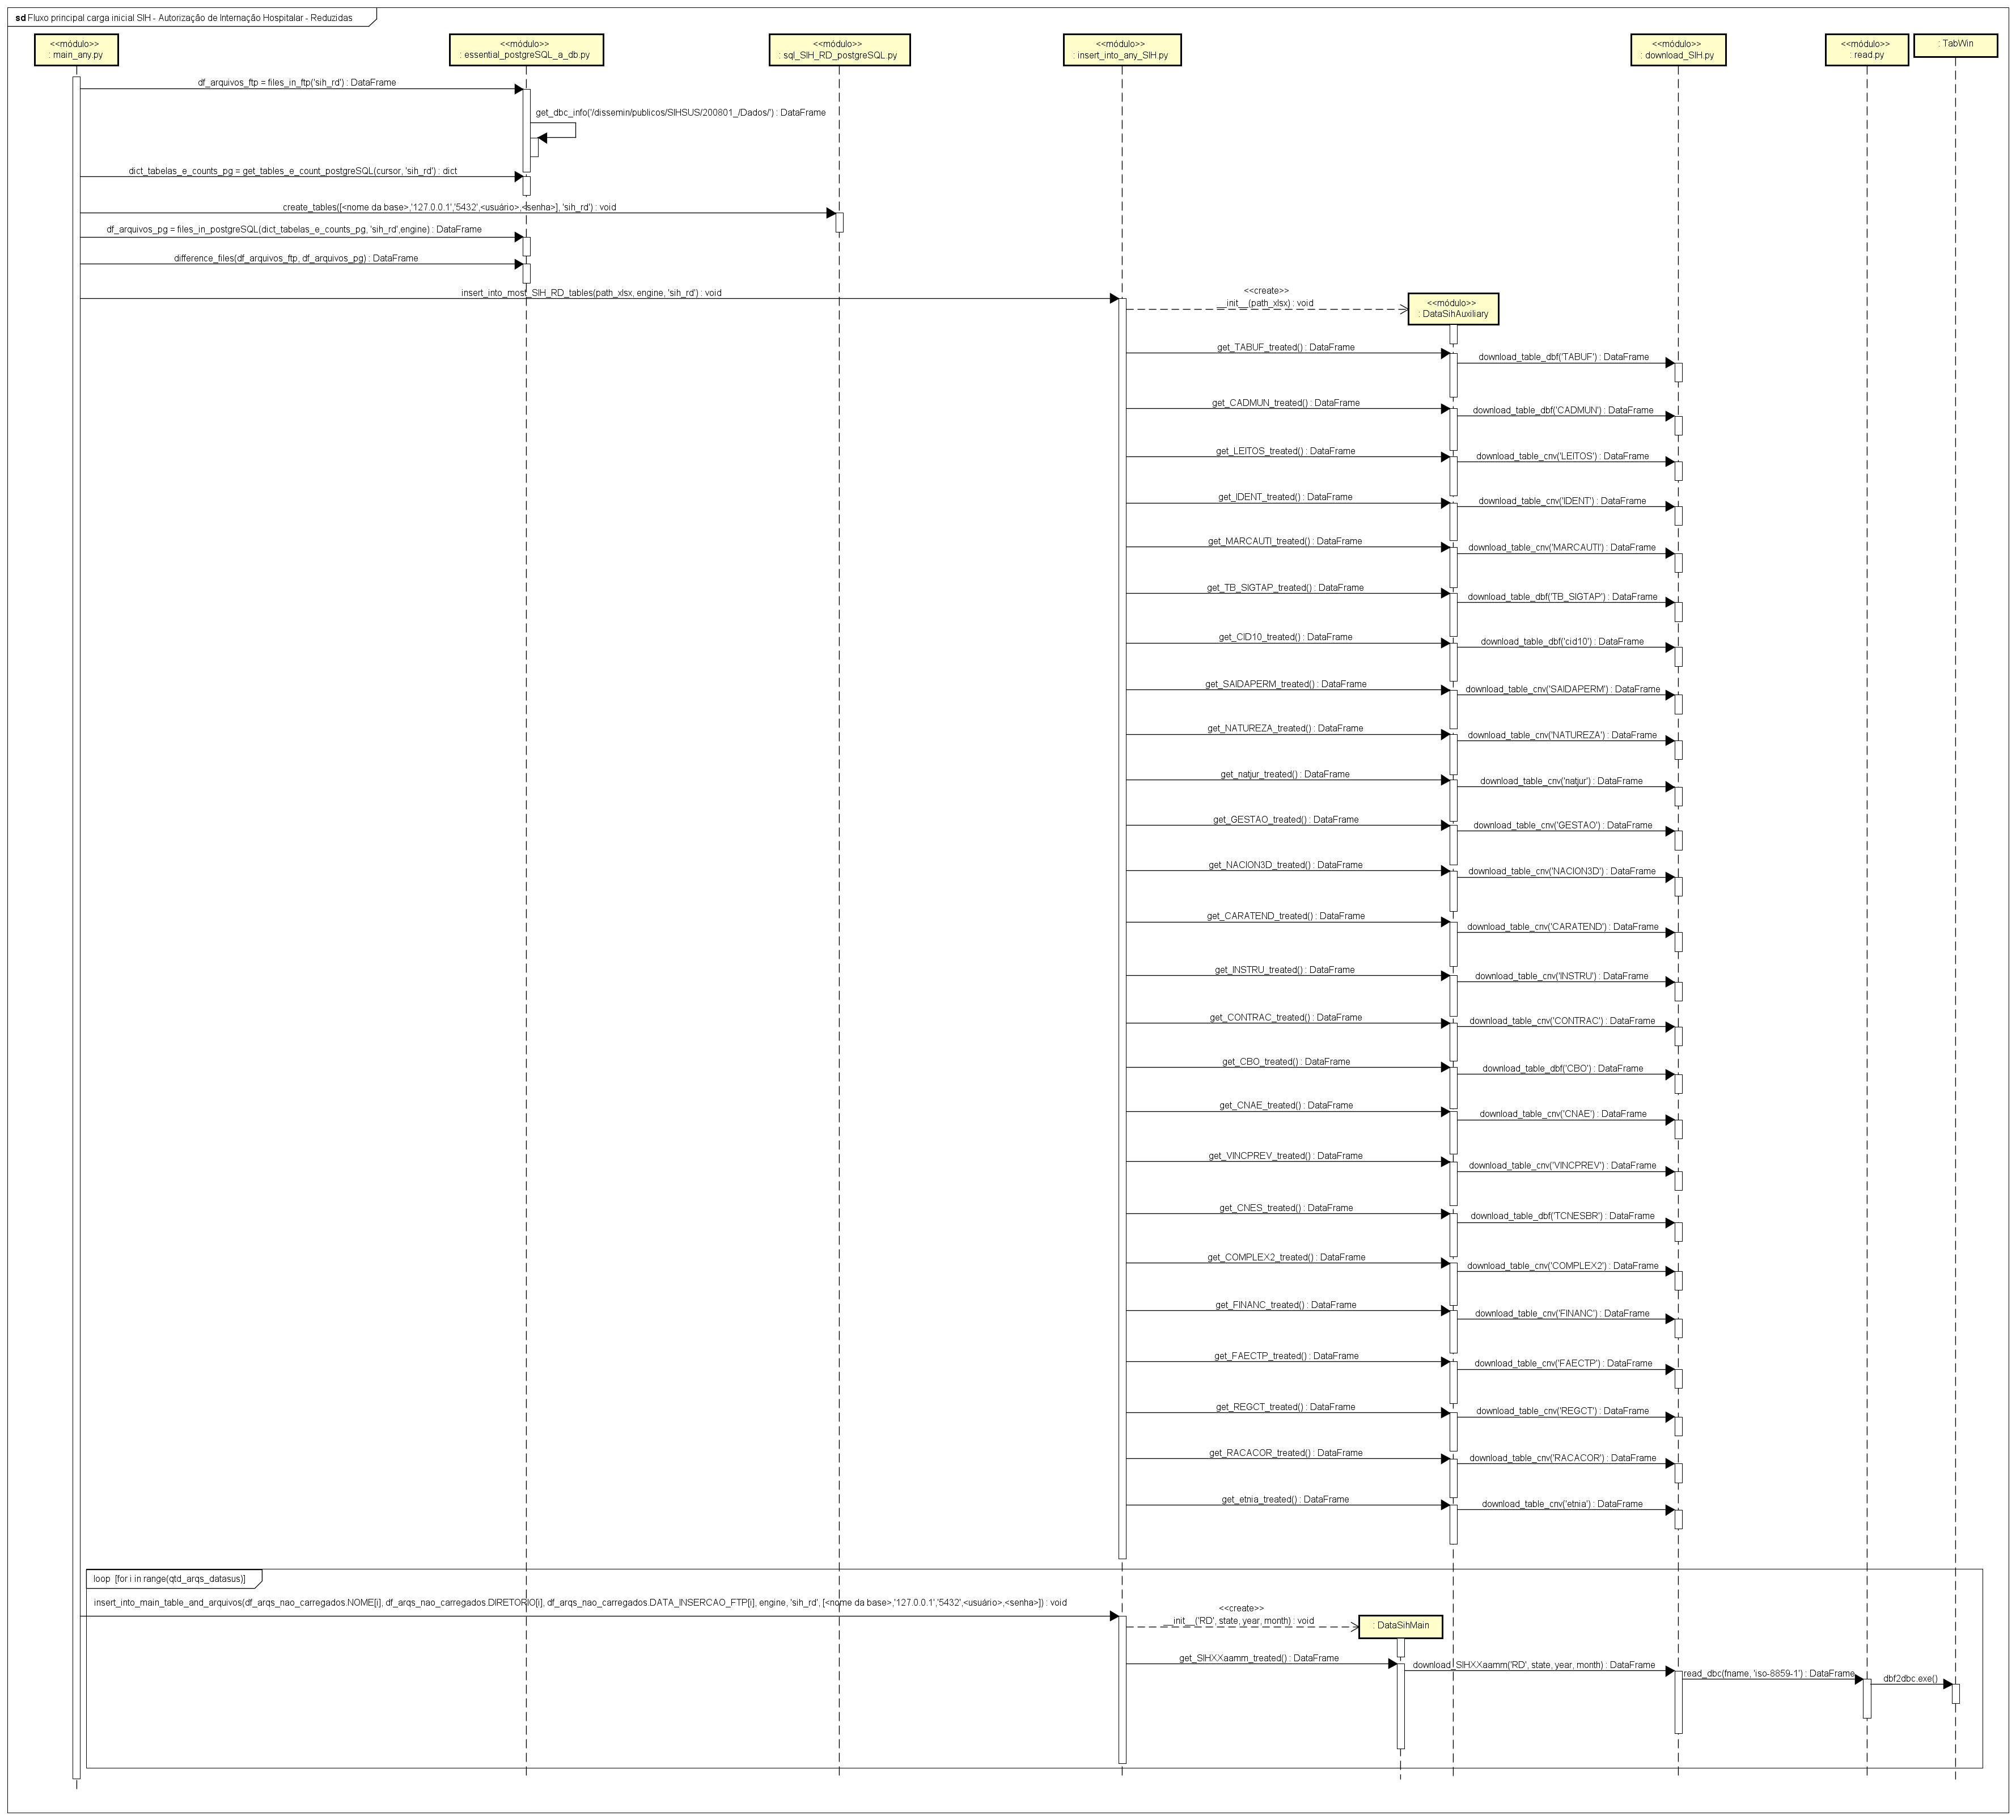 sd Fluxo principal carga inicial SIH - Autorização de Internação Hospitalar - Reduzidas
<<módulo>>
: main_any.py
<<módulo>>
: essential_postgreSQL_a_db.py
<<módulo>>
: sql_SIH_RD_postgreSQL.py
<<módulo>>
: insert_into_any_SIH.py
<<módulo>>
: download_SIH.py
<<módulo>>
: read.py
: TabWin
df_arquivos_ftp = files_in_ftp('sih_rd') : DataFrame
get_dbc_info('/dissemin/publicos/SIHSUS/200801_/Dados/') : DataFrame
dict_tabelas_e_counts_pg = get_tables_e_count_postgreSQL(cursor, 'sih_rd') : dict
create_tables([<nome da base>,'127.0.0.1','5432',<usuário>,<senha>], 'sih_rd') : void
df_arquivos_pg = files_in_postgreSQL(dict_tabelas_e_counts_pg, 'sih_rd',engine) : DataFrame
difference_files(df_arquivos_ftp, df_arquivos_pg) : DataFrame
insert_into_most_SIH_RD_tables(path_xlsx, engine, 'sih_rd') : void
<<create>>
__init__(path_xlsx) : void
<<módulo>>
: DataSihAuxiliary
get_TABUF_treated() : DataFrame
download_table_dbf('TABUF') : DataFrame
get_CADMUN_treated() : DataFrame
download_table_dbf('CADMUN') : DataFrame
get_LEITOS_treated() : DataFrame
download_table_cnv('LEITOS') : DataFrame
get_IDENT_treated() : DataFrame
download_table_cnv('IDENT') : DataFrame
get_MARCAUTI_treated() : DataFrame
download_table_cnv('MARCAUTI') : DataFrame
get_TB_SIGTAP_treated() : DataFrame
download_table_dbf('TB_SIGTAP') : DataFrame
get_CID10_treated() : DataFrame
download_table_dbf('cid10') : DataFrame
get_SAIDAPERM_treated() : DataFrame
download_table_cnv('SAIDAPERM') : DataFrame
get_NATUREZA_treated() : DataFrame
download_table_cnv('NATUREZA') : DataFrame
get_natjur_treated() : DataFrame
download_table_cnv('natjur') : DataFrame
get_GESTAO_treated() : DataFrame
download_table_cnv('GESTAO') : DataFrame
get_NACION3D_treated() : DataFrame
download_table_cnv('NACION3D') : DataFrame
get_CARATEND_treated() : DataFrame
download_table_cnv('CARATEND') : DataFrame
get_INSTRU_treated() : DataFrame
download_table_cnv('INSTRU') : DataFrame
get_CONTRAC_treated() : DataFrame
download_table_cnv('CONTRAC') : DataFrame
get_CBO_treated() : DataFrame
download_table_dbf('CBO') : DataFrame
get_CNAE_treated() : DataFrame
download_table_cnv('CNAE') : DataFrame
get_VINCPREV_treated() : DataFrame
download_table_cnv('VINCPREV') : DataFrame
get_CNES_treated() : DataFrame
download_table_dbf('TCNESBR') : DataFrame
get_COMPLEX2_treated() : DataFrame
download_table_cnv('COMPLEX2') : DataFrame
get_FINANC_treated() : DataFrame
download_table_cnv('FINANC') : DataFrame
get_FAECTP_treated() : DataFrame
download_table_cnv('FAECTP') : DataFrame
get_REGCT_treated() : DataFrame
download_table_cnv('REGCT') : DataFrame
get_RACACOR_treated() : DataFrame
download_table_cnv('RACACOR') : DataFrame
get_etnia_treated() : DataFrame
download_table_cnv('etnia') : DataFrame
loop [for i in range(qtd_arqs_datasus)]
insert_into_main_table_and_arquivos(df_arqs_nao_carregados.NOME[i], df_arqs_nao_carregados.DIRETORIO[i], df_arqs_nao_carregados.DATA_INSERCAO_FTP[i], engine, 'sih_rd', [<nome da base>,'127.0.0.1','5432',<usuário>,<senha>]) : void
<<create>>
__init__('RD', state, year, month) : void
: DataSihMain
get_SIHXXaamm_treated() : DataFrame
download_SIHXXaamm('RD', state, year, month) : DataFrame
read_dbc(fname, 'iso-8859-1') : DataFrame
dbf2dbc.exe()